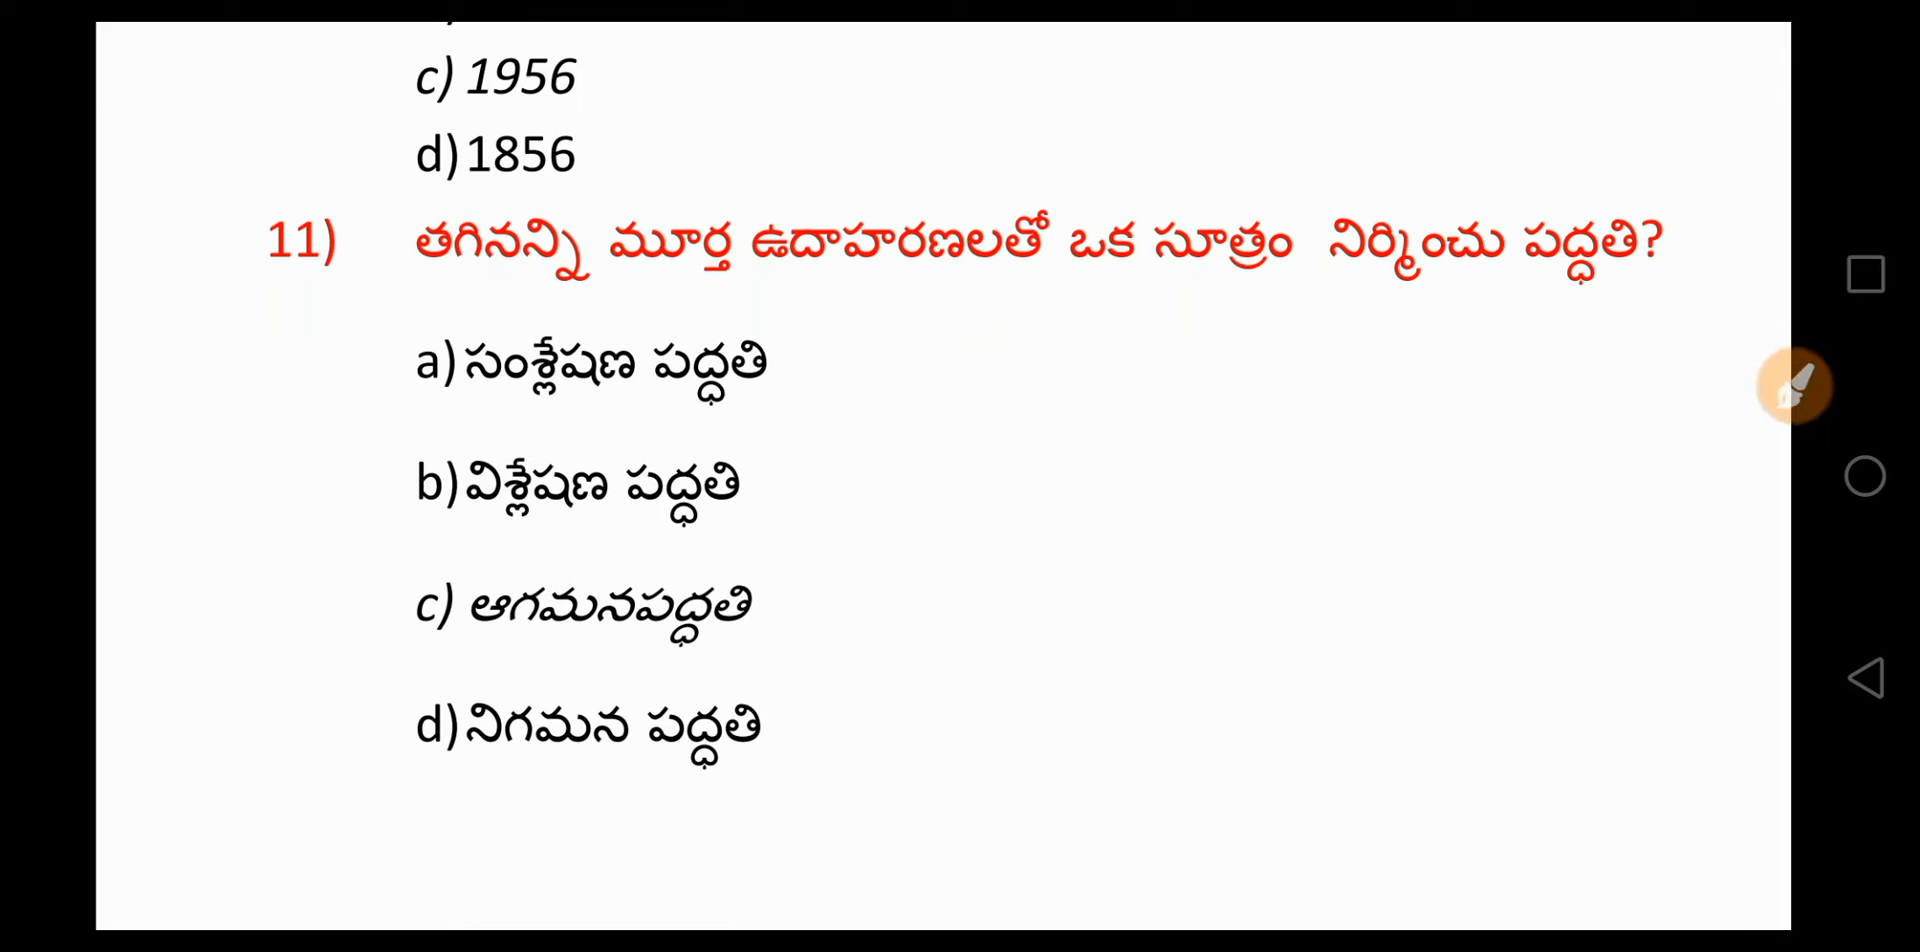 c) 1956
d) 1856
11) తగినన్ని మూర్త ఉదాహరణలతో ఒక సూత్రం నిర్మించు పద్ధతి?
a) సంశ్లేషణ పద్ధతి
b) విశ్లేషణ పద్ధతి
c) ఆగమనపద్ధతి
d) నిగమన పద్ధతి